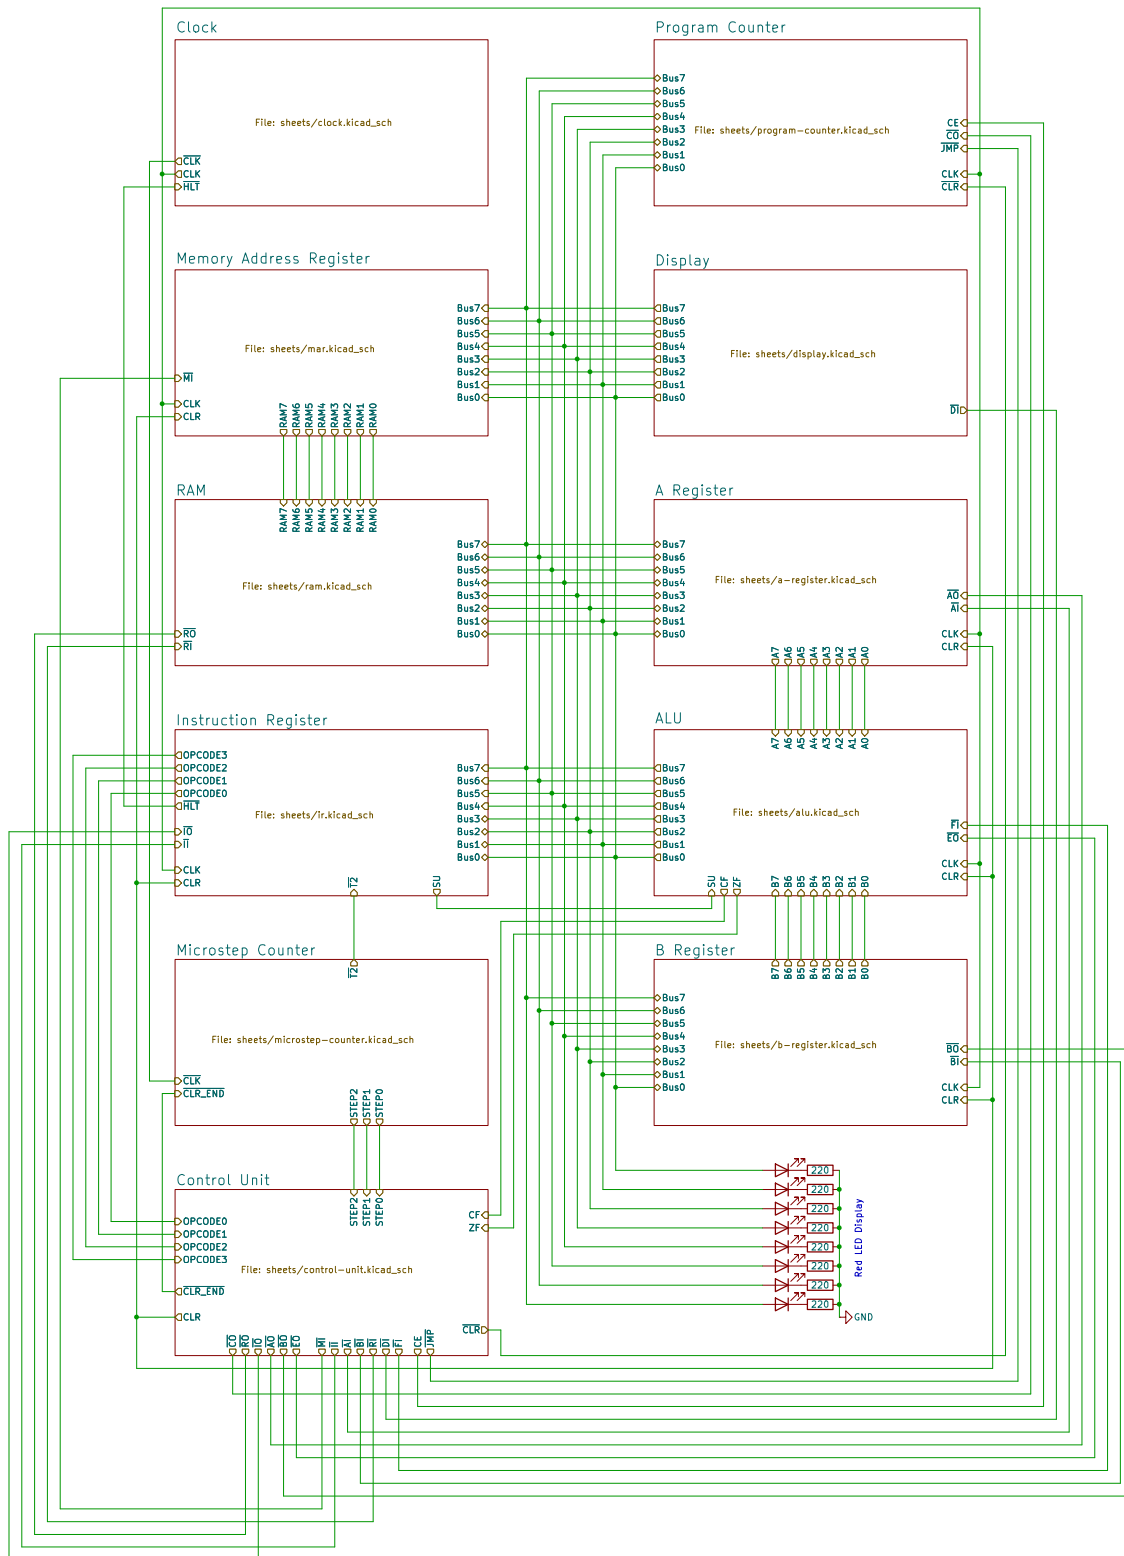 Clock
File: sheets/clock.kicad_sch
CLK
CLK
HLT
Program Counter
Bus7
Bus6
Bus5
Bus4
Bus3
Bus2
Bus1
Bus0
File: sheets/program-counter.kicad_sch
CE
CO
JMP
CLK
CLR
Memory Address Register
File: sheets/mar.kicad_sch
Bus7
Bus6
Bus5
Bus4
Bus3
Bus2
Bus1
Bus0
MI
CLK
CLR
RAM7
RAM6
RAM5
RAM4
RAM3
RAM2
RAM1
RAM0
Display
Bus7
Bus6
Bus5
Bus4
Bus3
Bus2
Bus1
Bus0
File: sheets/display.kicad_sch
DI
RAM
RAM7
RAM6
RAM5
RAM4
RAM3
RAM2
RAM1
RAM0
File: sheets/ram.kicad_sch
Bus7
Bus6
Bus5
Bus4
Bus3
Bus2
Bus1
Bus0
RO
RI
A Register
Bus7
Bus6
Bus5
Bus4
Bus3
Bus2
Bus1
Bus0
File: sheets/a-register.kicad_sch
AO
AI
CLK
CLR
A7
A6
A5
A4
A3
A2
A1
A0
Instruction Register
OPCODE3
OPCODE2
OPCODE1
OPCODE0
HLT
IO
II
CLK
CLR
File: sheets/ir.kicad_sch
Bus7
Bus6
Bus5
Bus4
Bus3
Bus2
Bus1
Bus0
T2
SU
ALU
A7
A6
A5
A4
A3
A2
A1
A0
Bus7
Bus6
Bus5
Bus4
Bus3
Bus2
Bus1
Bus0
File: sheets/alu.kicad_sch
FI
EO
CLK
CLR
SU
CF
ZF
B7
B6
B5
B4
B3
B2
B1
B0
Microstep Counter
T2
File: sheets/microstep-counter.kicad_sch
CLK
CLR_END
STEP2
STEP1
STEP0
B Register
B7
B6
B5
B4
B3
B2
B1
B0
Bus7
Bus6
Bus5
Bus4
Bus3
Bus2
Bus1
Bus0
File: sheets/b-register.kicad_sch
BO
BI
CLK
CLR
Control Unit
STEP2
STEP1
STEP0
CF
ZF
OPCODE0
OPCODE1
OPCODE2
OPCODE3
File: sheets/control-unit.kicad_sch
CLR_END
CLR
CLR
CO
RO
IO
AO
BO
EO
MI
II
AI
BI
RI
DI
FI
CE
JMP
220
220
220
220
220
220
220
220
Red LED Display
GND